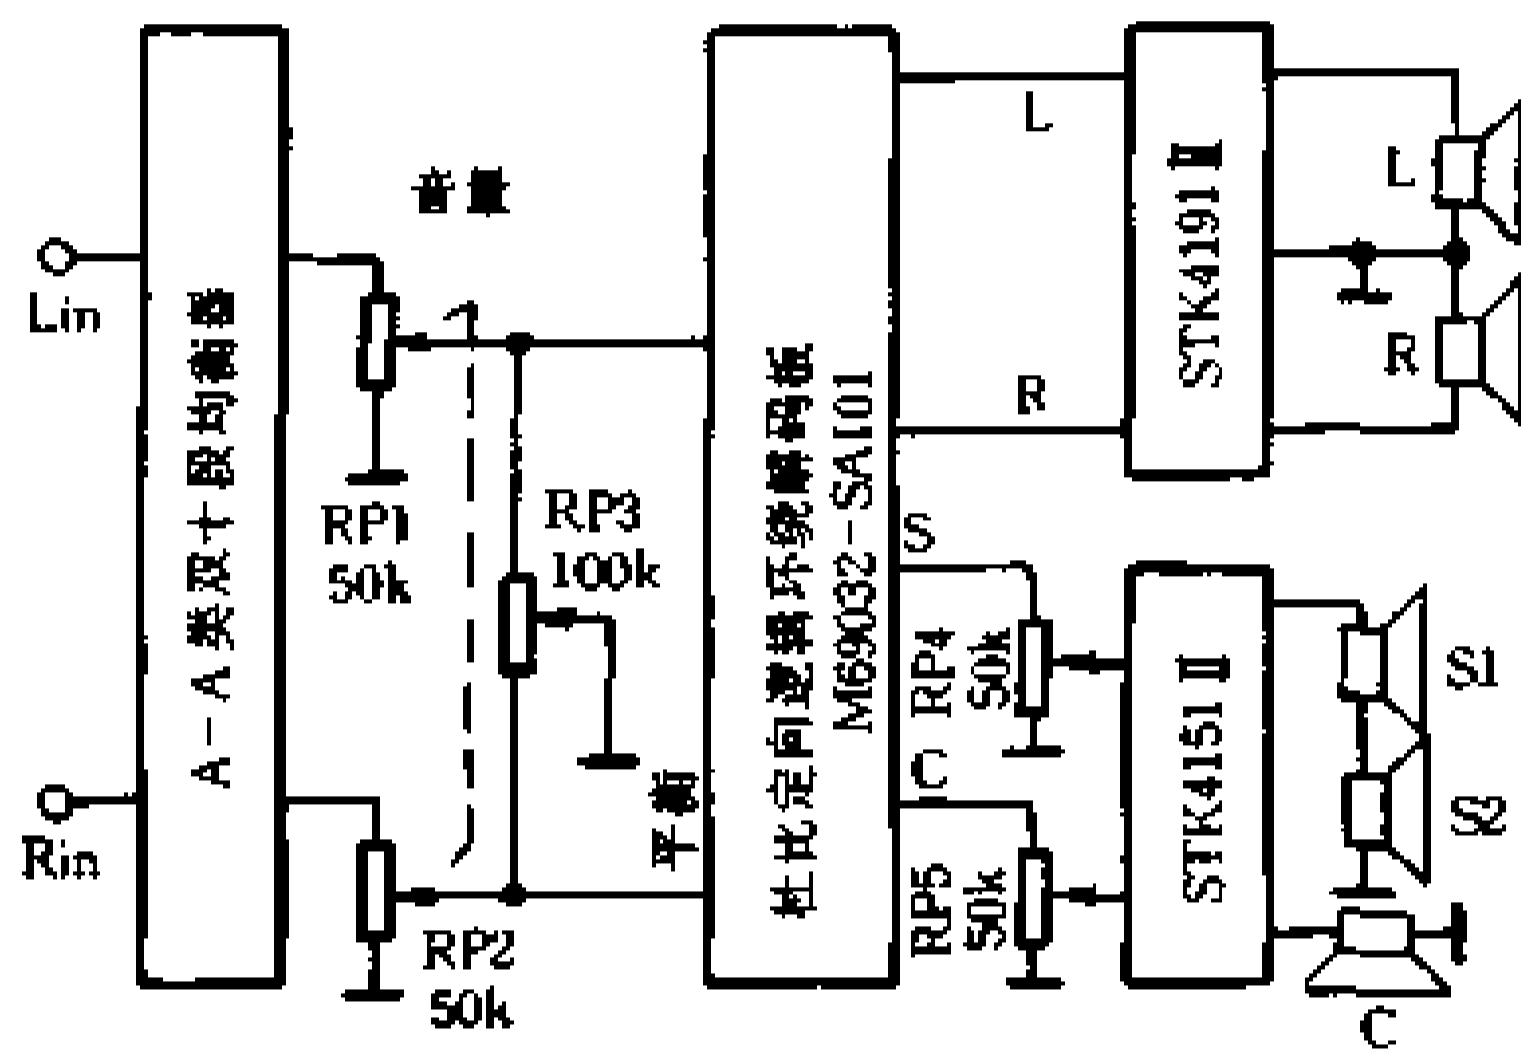 Lin
Rin
A-A类双十段均衡器
音量
RP1
50k
RP2
50k
RP3
100k
平衡
杜比定向逻辑环绕解码板
M69032-SA101
L
R
S
RP4
50k
C
RP5
50k
STK4191Ⅱ
STK4151Ⅱ
L
R
S1
S2
C